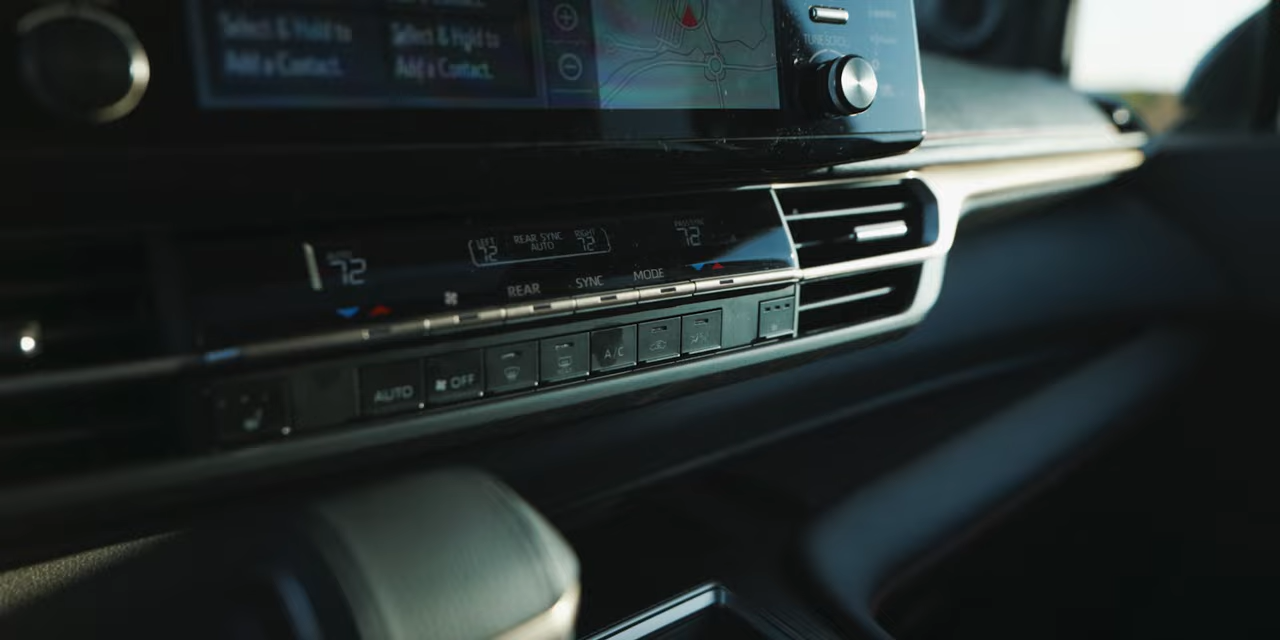 Select & Hold to
Add a Contact.
Select & Hold to
Add a Contact.
TUNE/SCROLL
AUTO
72
LEFT
72
REAR SYNC
AUTO
RIGHT
72
72
REAR
SYNC
MODE
AUTO
OFF
A/C